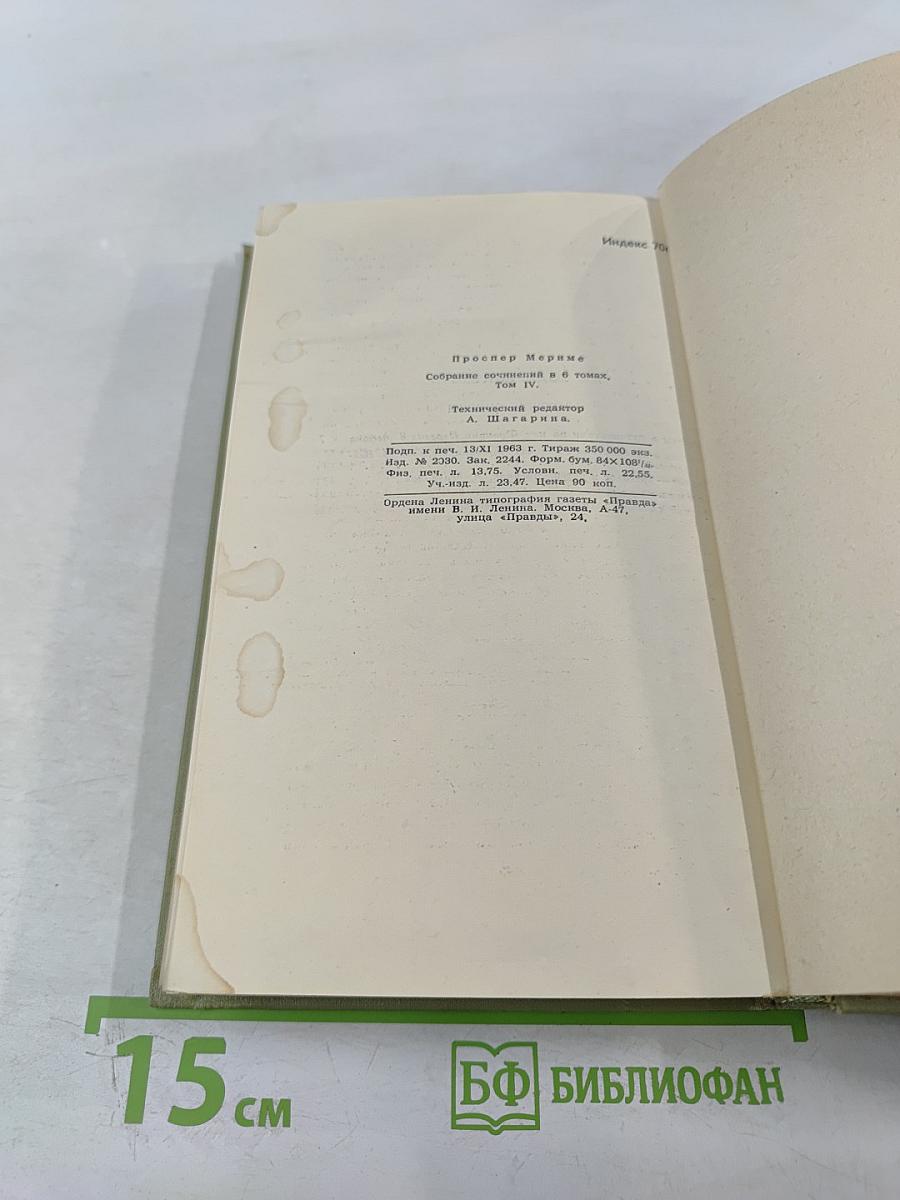 Индекс
Проспер Мериме
Собрание сочинений в 6 томах.
Том IV.
Технический редактор
А. Шагарина.
Подп. к печ. 13/XI 1963 г. Тираж 350 000 экз.
Изд. № 2030. Зак. 2244. Форм. бум. 84×108
Физ. печ. л. 13,75. Условн. печ. л. 22,55.
Уч.-изд. л. 23,47. Цена 90 коп.
Ордена Ленина типография газеты «Правда»
имени В. И. Ленина. Москва, А-47,
улица «Правды», 24.
15 см
БФ БИБЛИОФАН